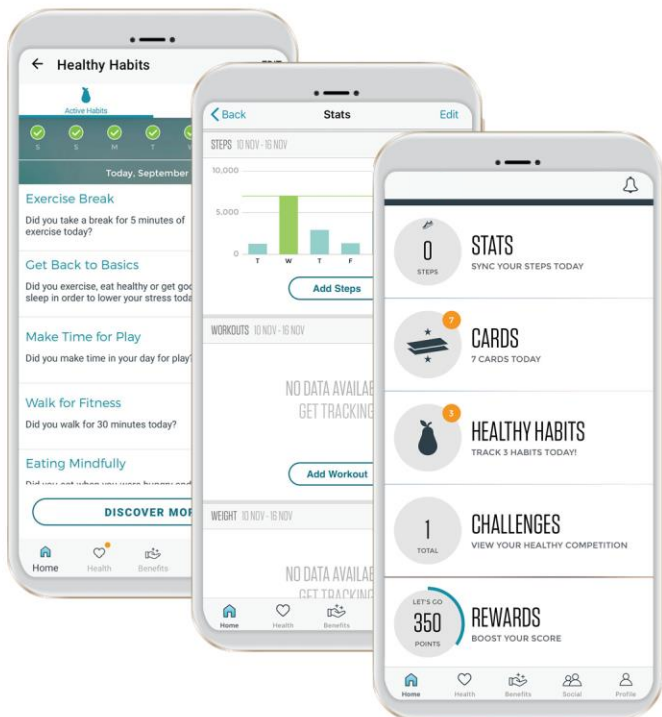 Healthy Habits
Active Habits
S S M T
Today, September
Exercise Break
Did you take a break for 5 minutes of
exercise today?
Get Back to Basics
Did you exercise, eat healthy or get
sleep in order to lower your stress
Make Time for Play
Did you make time in your day for play?
Walk for Fitness
Did you walk for 30 minutes today?
Eating Mindfully
DISCOVER
Home Health Benefits
Back Stats Edit
STEPS 10 NOV - 16 NOV
10,000
5,000
0
T W T F
Add Steps
WORKOUTS 10 NOV - 16 NOV
NO DATA
GET TRACKING
Add Workout
WEIGHT 10 NOV - 16 NOV
NO DATA
GET TRACKING
Home Health Benefits
0
STEPS
STATS
SYNC YOUR STEPS TODAY
7
CARDS
7 CARDS TODAY
3
HEALTHY HABITS
TRACK 3 HABITS TODAY!
1
TOTAL
CHALLENGES
VIEW YOUR HEALTHY COMPETITION
LET'S GO
350
POINTS
REWARDS
BOOST YOUR SCORE
Home Health Benefits Social Profile